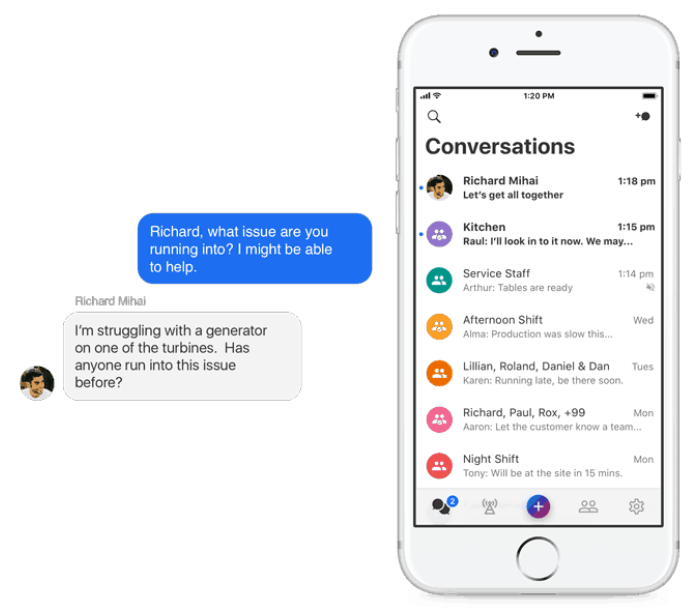 Richard, what issue are you
running into? I might be able
to help.
Richard Mihai
I'm struggling with a generator
on one of the turbines. Has
anyone run into this issue
before?
1:20 PM
Conversations
Richard Mihai 1:18 pm
Let's get all together
Kitchen 1:15 pm
Raul: I'll look in to it now. We may...
Service Staff 1:14 pm
Arthur: Tables are ready
Afternoon Shift Wed
Alma: Production was slow this...
Lillian, Roland, Daniel & Dan Tues
Karen: Running late, be there soon.
Richard, Paul, Rox, +99 Mon
Aaron: Let the customer know a team...
Night Shift Mon
Tony: Will be at the site in 15 mins.
2